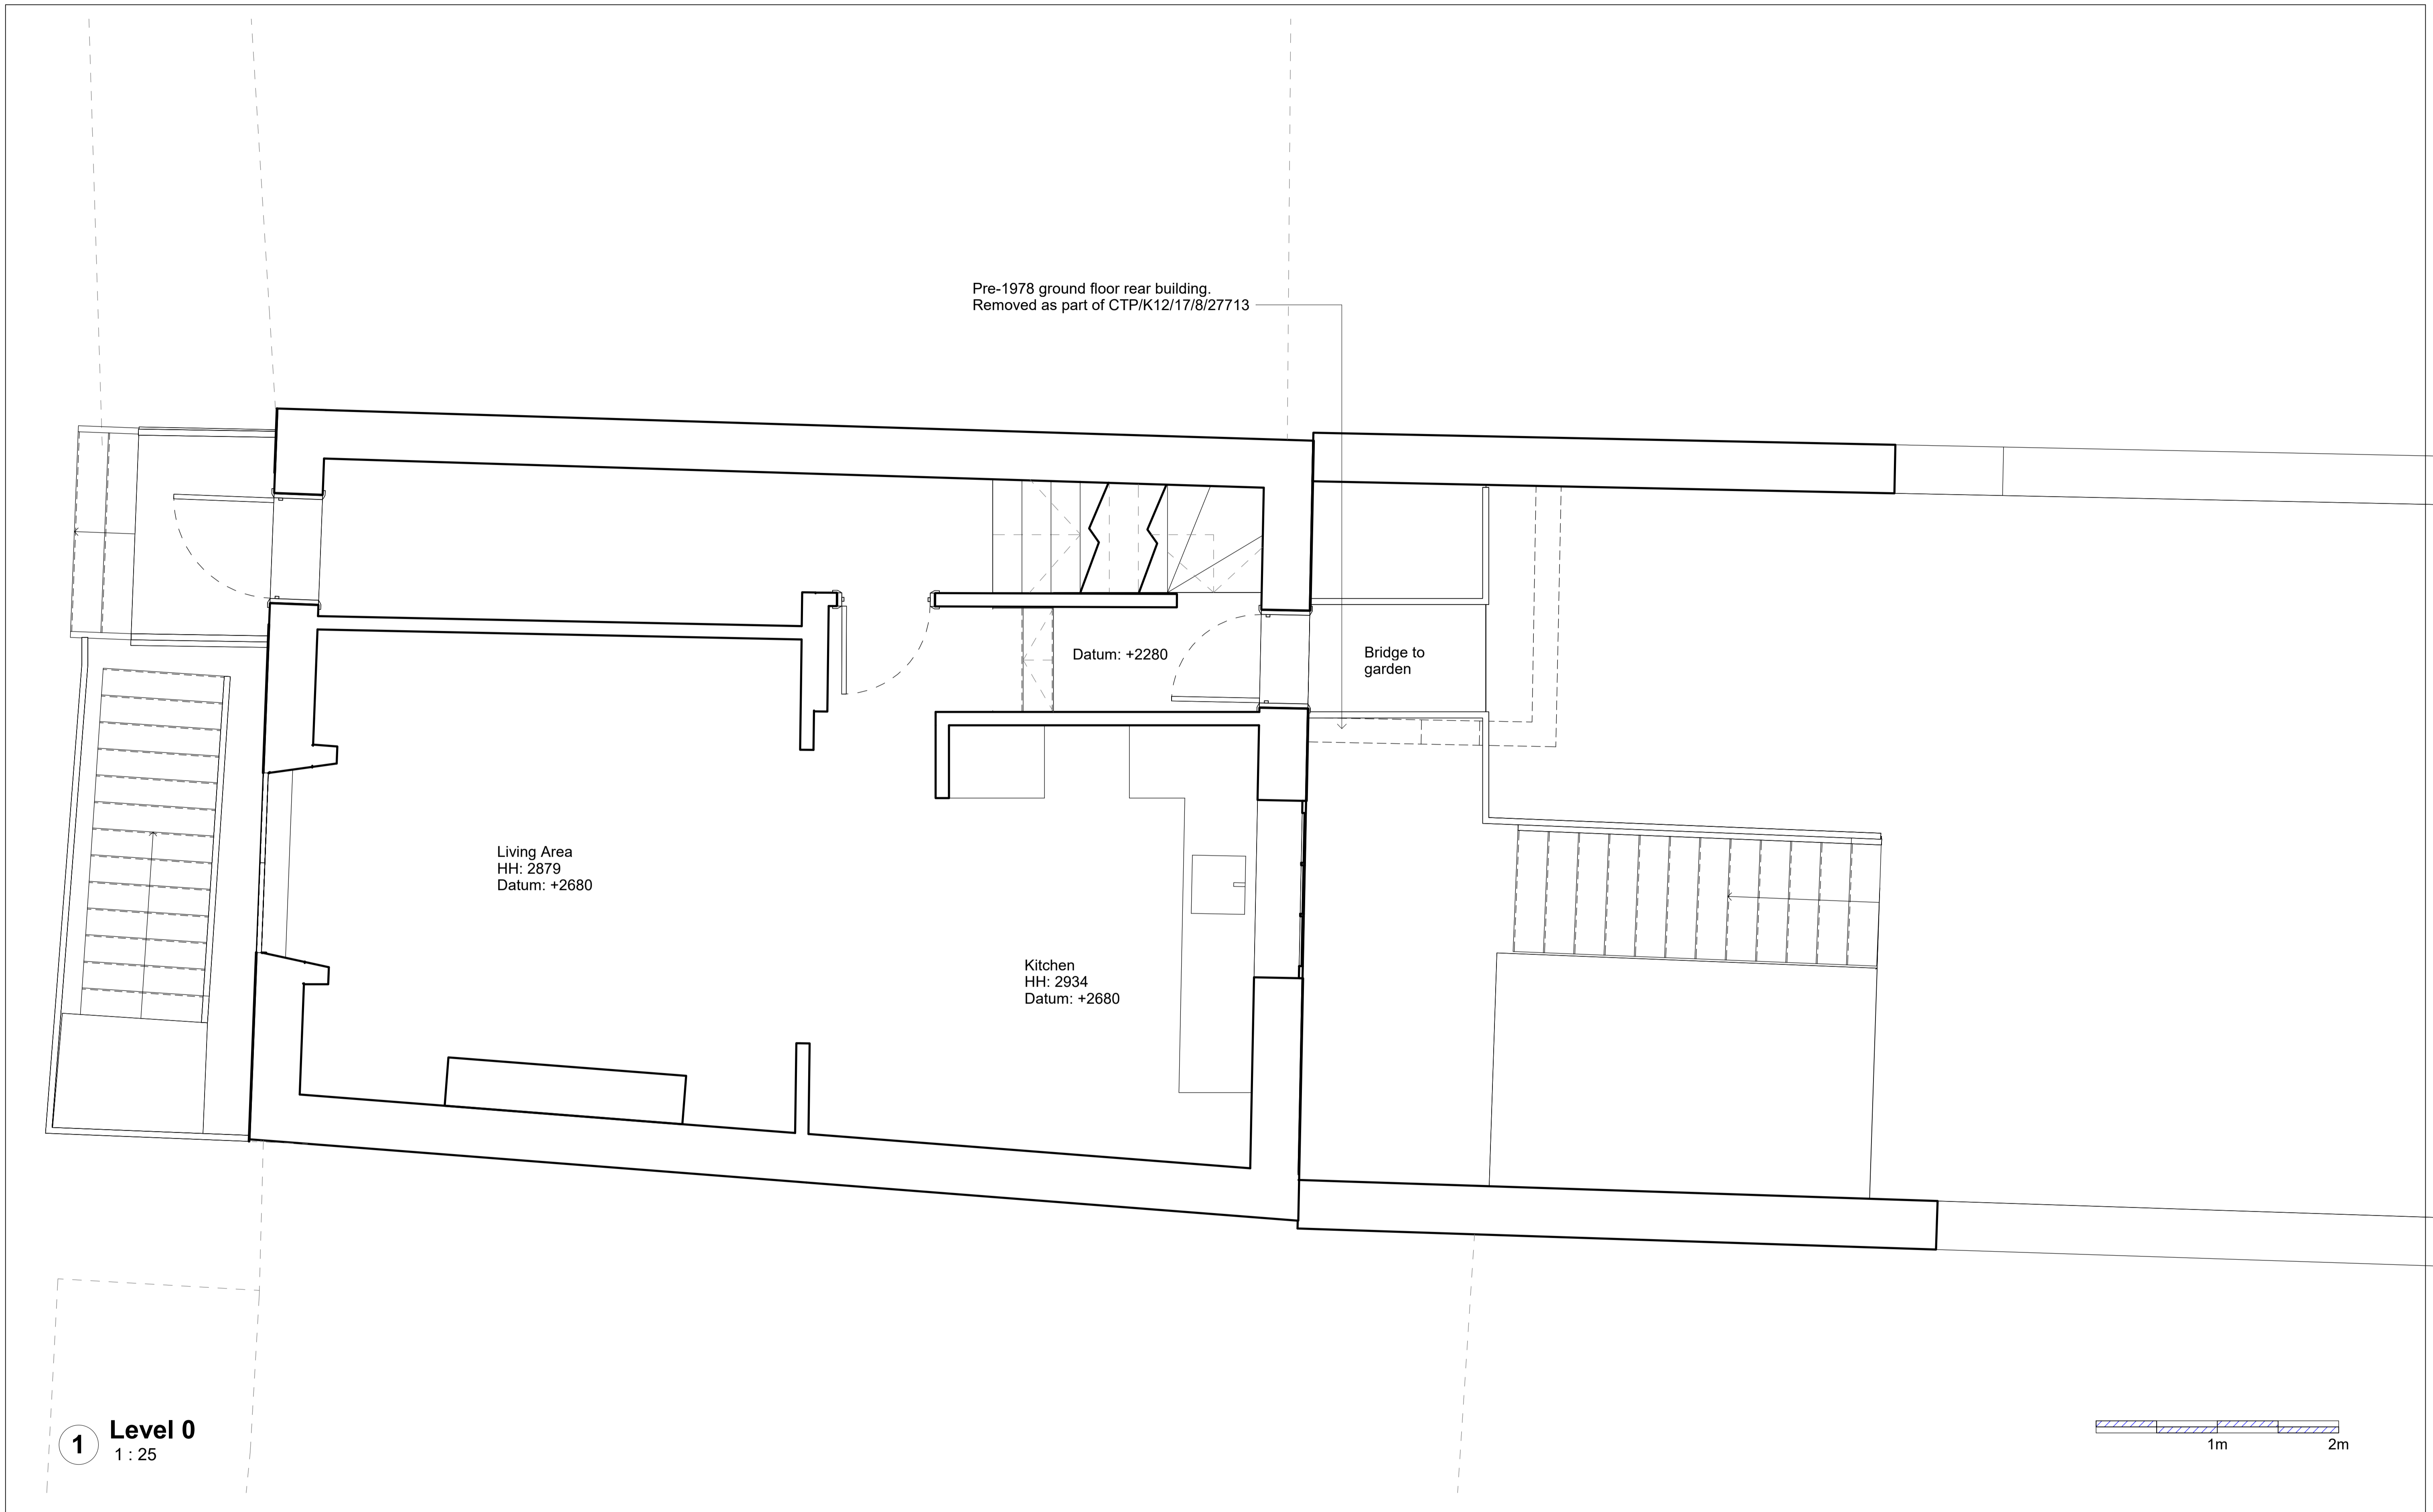 Pre-1978 ground floor rear building.
Removed as part of CTP/K12/17/8/27713
Datum: +2280
Bridge to
garden
Living Area
HH: 2879
Datum: +2680
Kitchen
HH: 2934
Datum: +2680
1
Level 0
1 : 25
1m
2m